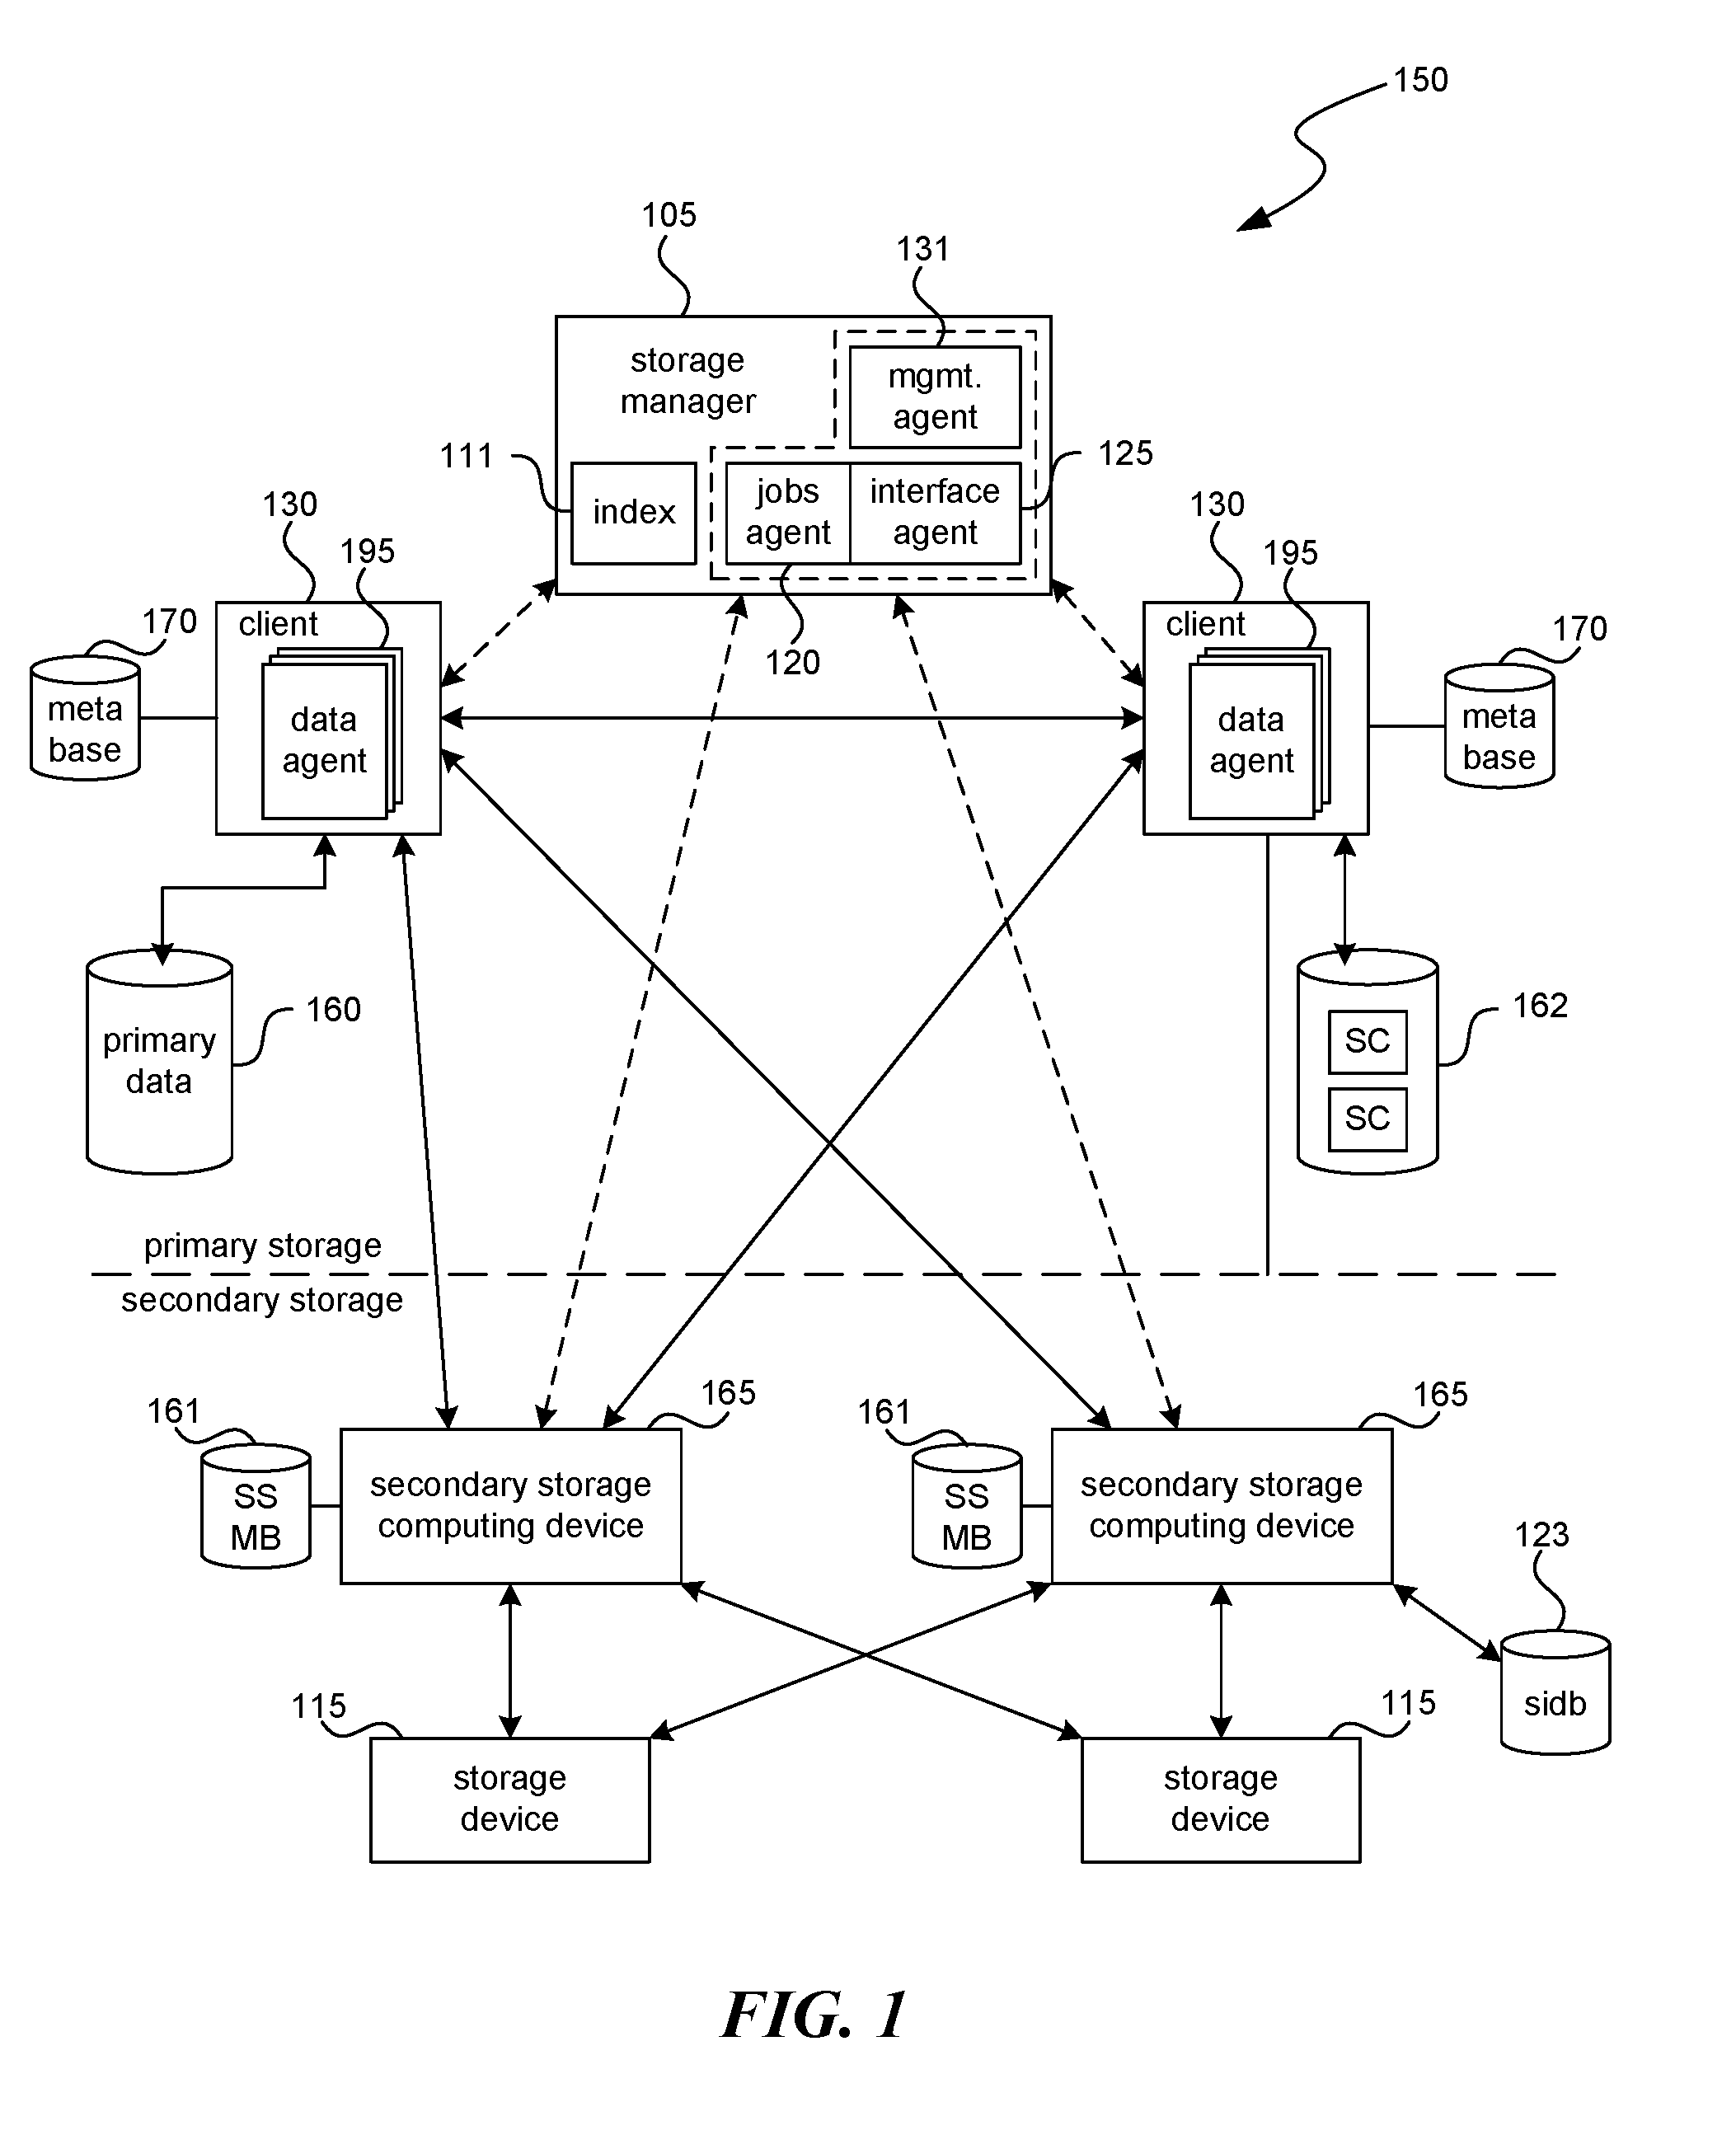 150
105
131
storage
manager
mgmt.
agent
111
125
index
jobs
agent
interface
agent
130
130
195
195
170
170
client
client
120
meta
base
data
agent
data
agent
meta
base
160
162
primary
data
SC
SC
primary storage
secondary storage
161
165
161
165
SS
MB
secondary storage
computing device
SS
MB
secondary storage
computing device
123
sidb
115
115
storage
device
storage
device
FIG. 1